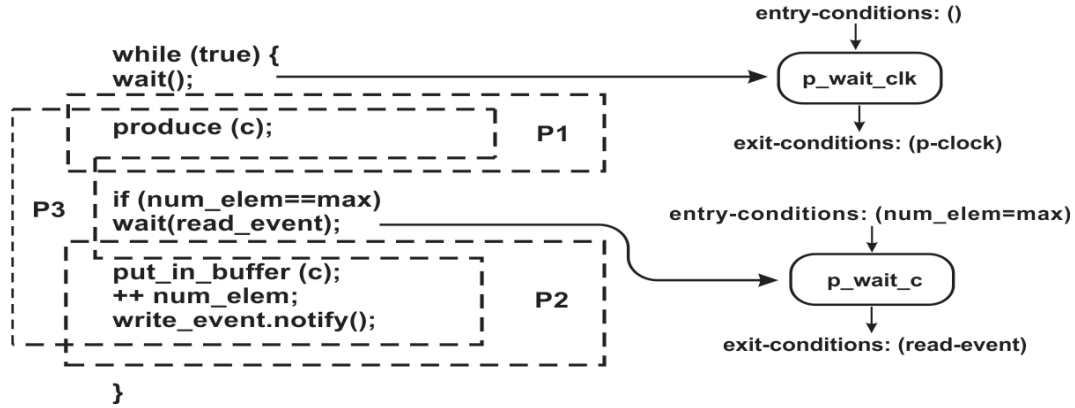 while (true) {
wait();
produce (c);
P1
P3
if (num_elem==max)
wait(read_event);
put_in_buffer (c);
++ num_elem;
write_event.notify();
P2
}
entry-conditions: ()
p_wait_clk
exit-conditions: (p-clock)
entry-conditions: (num_elem=max)
p_wait_c
exit-conditions: (read-event)